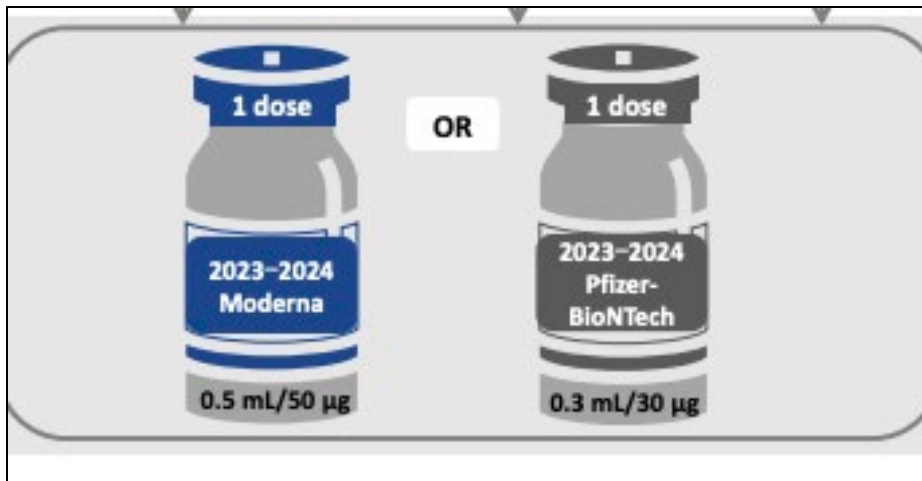 1 dose
OR
1 dose
2023–2024
Moderna
2023–2024
Pfizer-
BioNTech
0.5 mL/50 µg
0.3 mL/30 µg